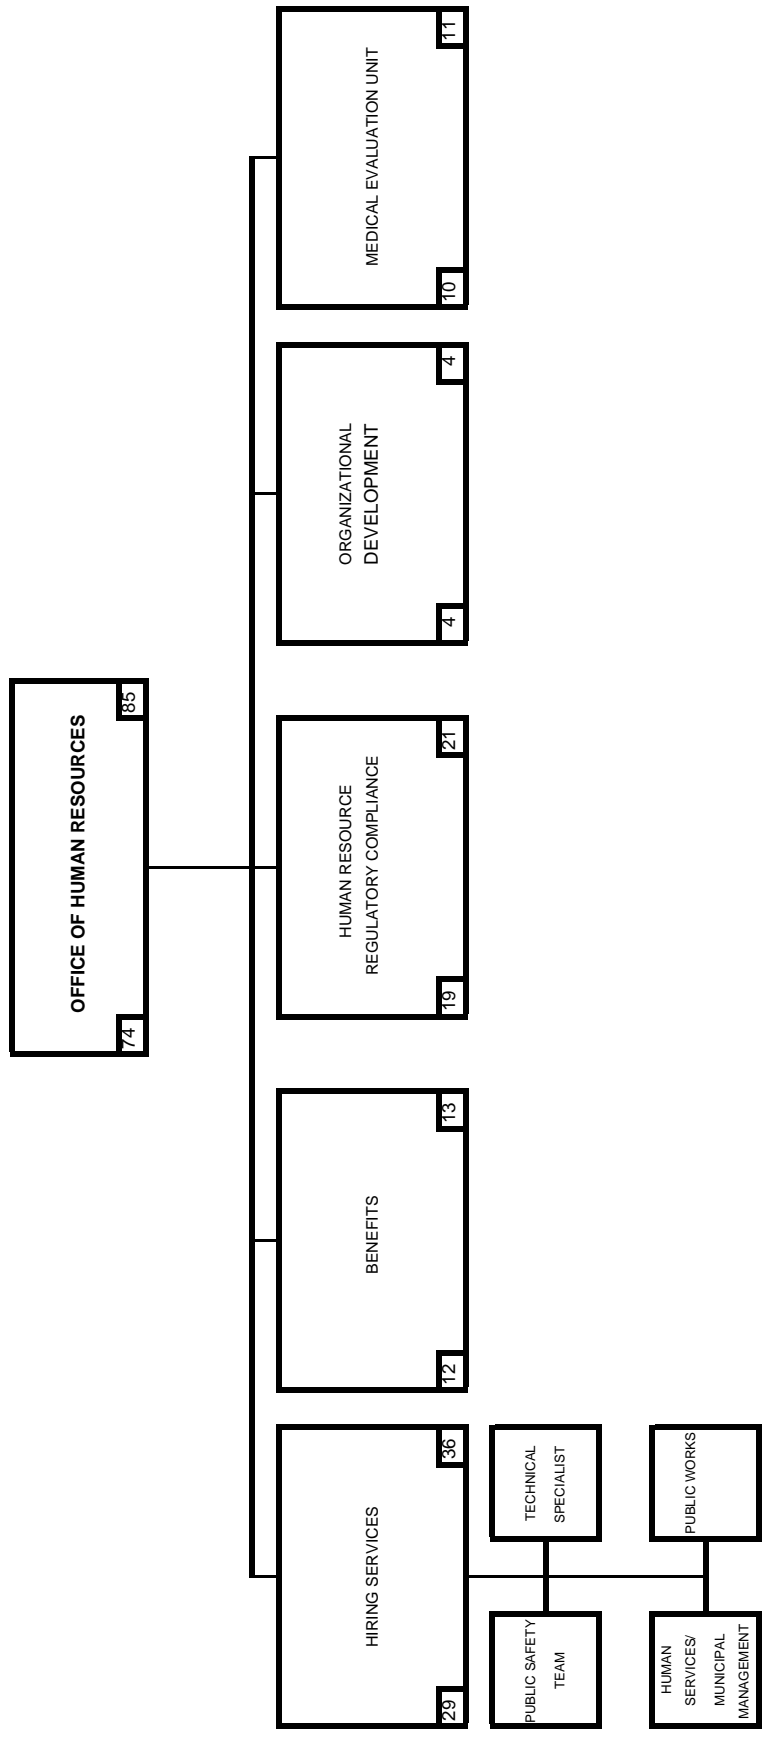 OFFICE OF HUMAN RESOURCES
74
85
HIRING SERVICES
29
36
BENEFITS
12
13
HUMAN RESOURCE
REGULATORY COMPLIANCE
19
21
ORGANIZATIONAL
DEVELOPMENT
4
4
MEDICAL EVALUATION UNIT
10
11
PUBLIC SAFETY
TEAM
TECHNICAL
SPECIALIST
HUMAN
SERVICES/
MUNICIPAL
MANAGEMENT
PUBLIC WORKS